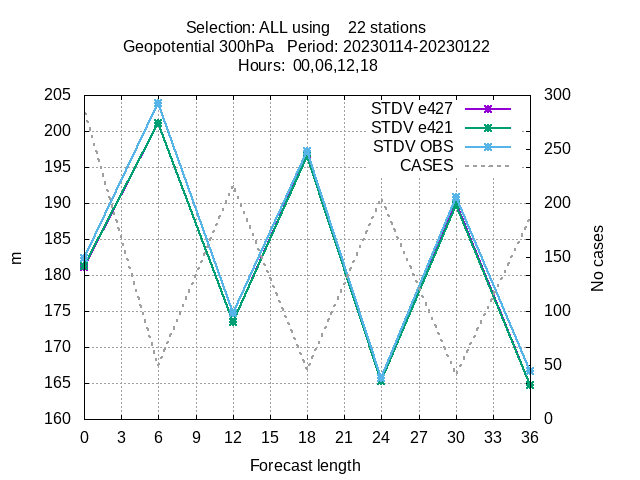 Selection: ALL using    22 stations
Geopotential 300hPa   Period: 20230114-20230122
Hours:  00,06,12,18
STDV e427
STDV e421
STDV OBS
CASES
205
200
195
190
185
180
175
170
165
160
300
250
200
150
100
50
0
m
No cases
0 3 6 9 12 15 18 21 24 27 30 33 36
Forecast length